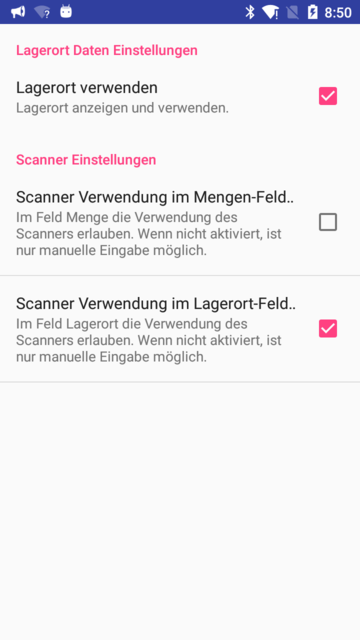 8:50
Lagerort Daten Einstellungen
Lagerort verwenden
Lagerort anzeigen und verwenden.
Scanner Einstellungen
Scanner Verwendung im Mengen-Feld..
Im Feld Menge die Verwendung des
Scanners erlauben. Wenn nicht aktiviert, ist
nur manuelle Eingabe möglich.
Scanner Verwendung im Lagerort-Feld..
Im Feld Lagerort die Verwendung des
Scanners erlauben. Wenn nicht aktiviert, ist
nur manuelle Eingabe möglich.